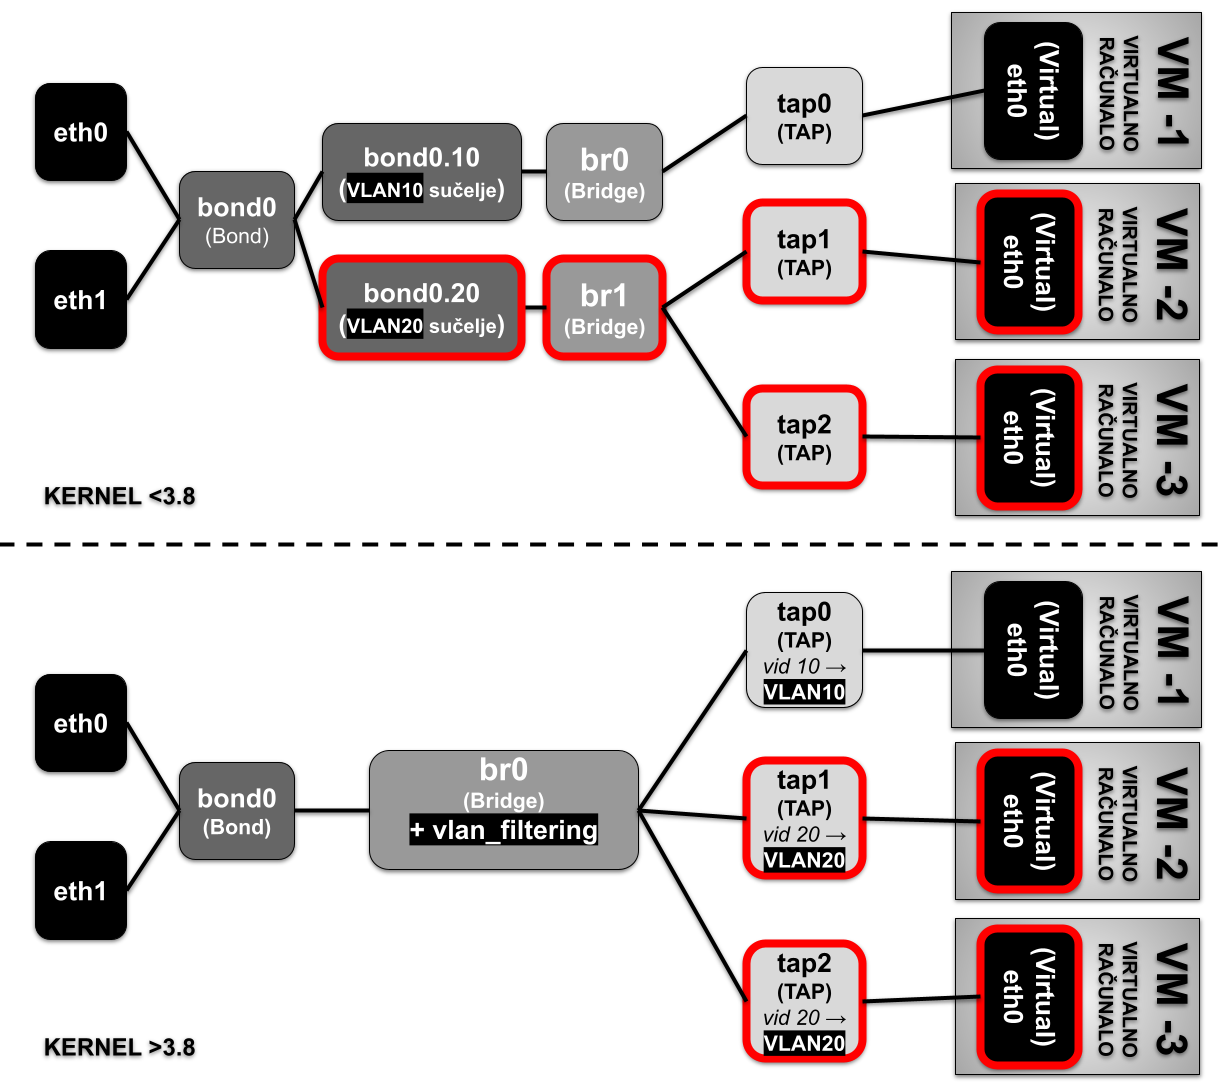 eth0
eth1
bond0
(Bond)
bond0.10
(VLAN10 sučelje)
br0
(Bridge)
bond0.20
(VLAN20 sučelje)
br1
(Bridge)
tap0
(TAP)
tap1
(TAP)
tap2
(TAP)
(Virtual)
eth0
VIRTUALNO
RAČUNALO
VM -1
(Virtual)
eth0
VIRTUALNO
RAČUNALO
VM -2
(Virtual)
eth0
VIRTUALNO
RAČUNALO
VM -3
KERNEL <3.8
eth0
eth1
bond0
(Bond)
br0
(Bridge)
+ vlan_filtering
tap0
(TAP)
vid 10 →
VLAN10
tap1
(TAP)
vid 20 →
VLAN20
tap2
(TAP)
vid 20 →
VLAN20
(Virtual)
eth0
VIRTUALNO
RAČUNALO
VM -1
(Virtual)
eth0
VIRTUALNO
RAČUNALO
VM -2
(Virtual)
eth0
VIRTUALNO
RAČUNALO
VM -3
KERNEL >3.8